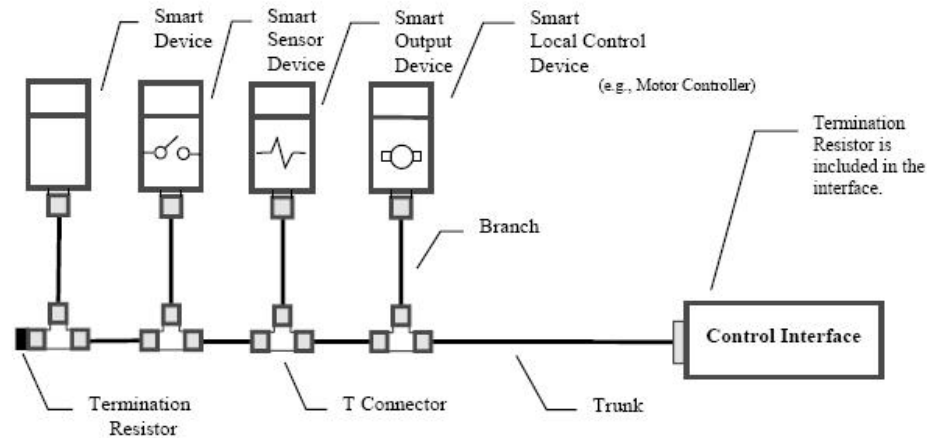 Smart
Device
Smart
Sensor
Device
Smart
Output
Device
Smart
Local Control
Device
(e.g., Motor Controller)
Termination
Resistor is
included in the
interface.
Branch
Control Interface
Termination
Resistor
T Connector
Trunk